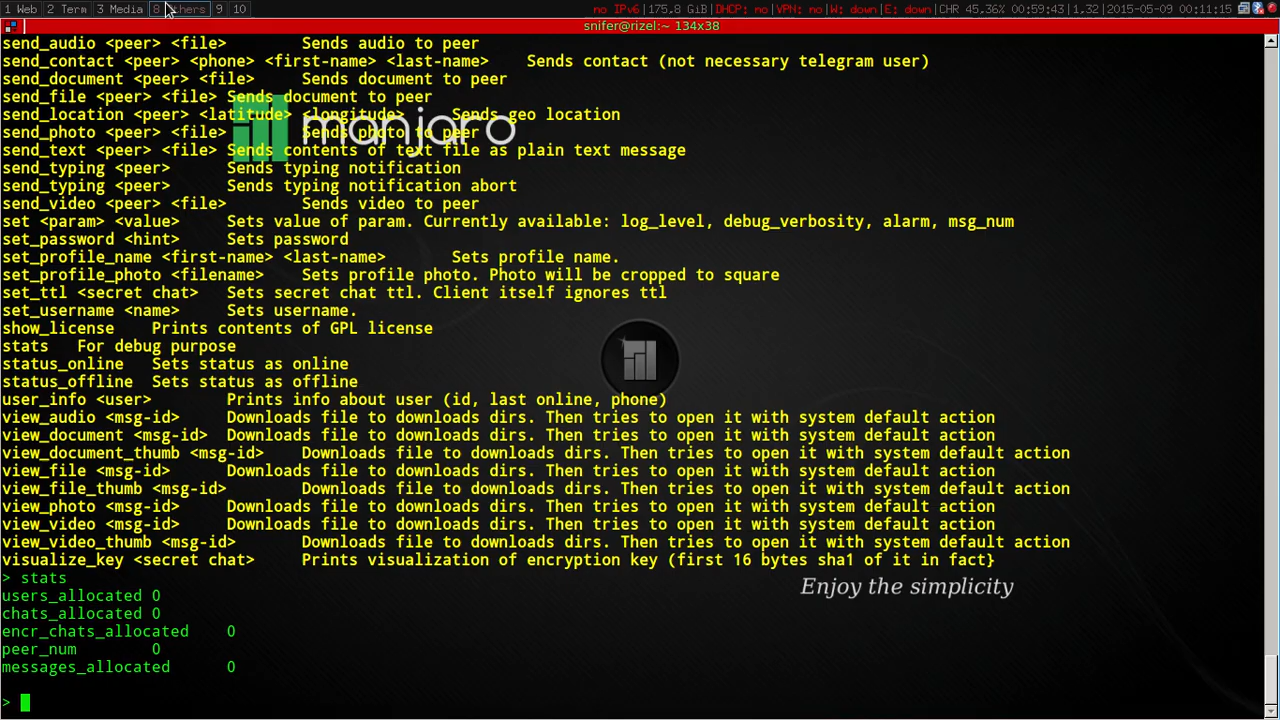 1 Web 2 Term 3 Media 8 thers 9 10 no IPv6|175.8 GiB|DHCP: no|VPN: no|W: down|E: down|CHR 45,36% 00:59:43|1,32|2015-05-09 00:11:15
snifer@rizel:~ 134x38
send_audio <peer> <file> Sends audio to peer
send_contact <peer> <phone> <first-name> <last-name> Sends contact (not necessary telegram user)
send_document <peer> <file> Sends document to peer
send_file <peer> <file> Sends document to peer
send_location <peer> <latitude> <longitude> Sends geo location
send_photo <peer> <file> Sends photo to peer
manjaro
send_text <peer> <file> Sends contents of text file as plain text message
send_typing <peer> Sends typing notification
send_typing <peer> Sends typing notification abort
send_video <peer> <file> Sends video to peer
set <param> <value> Sets value of param. Currently available: log_level, debug_verbosity, alarm, msg_num
set_password <hint> Sets password
set_profile_name <first-name> <last-name> Sets profile name.
set_profile_photo <filename> Sets profile photo. Photo will be cropped to square
set_ttl <secret chat> Sets secret chat ttl. Client itself ignores ttl
set_username <name> Sets username.
show_license Prints contents of GPL license
stats For debug purpose
status_online Sets status as online
status_offline Sets status as offline
user_info <user> Prints info about user (id, last online, phone)
view_audio <msg-id> Downloads file to downloads dirs. Then tries to open it with system default action
view_document <msg-id> Downloads file to downloads dirs. Then tries to open it with system default action
view_document_thumb <msg-id> Downloads file to downloads dirs. Then tries to open it with system default action
view_file <msg-id> Downloads file to downloads dirs. Then tries to open it with system default action
view_file_thumb <msg-id> Downloads file to downloads dirs. Then tries to open it with system default action
view_photo <msg-id> Downloads file to downloads dirs. Then tries to open it with system default action
view_video <msg-id> Downloads file to downloads dirs. Then tries to open it with system default action
view_video_thumb <msg-id> Downloads file to downloads dirs. Then tries to open it with system default action
visualize_key <secret chat> Prints visualization of encryption key (first 16 bytes sha1 of it in fact}
> stats
Enjoy the simplicity
users_allocated 0
chats_allocated 0
encr_chats_allocated 0
peer_num 0
messages_allocated 0
>